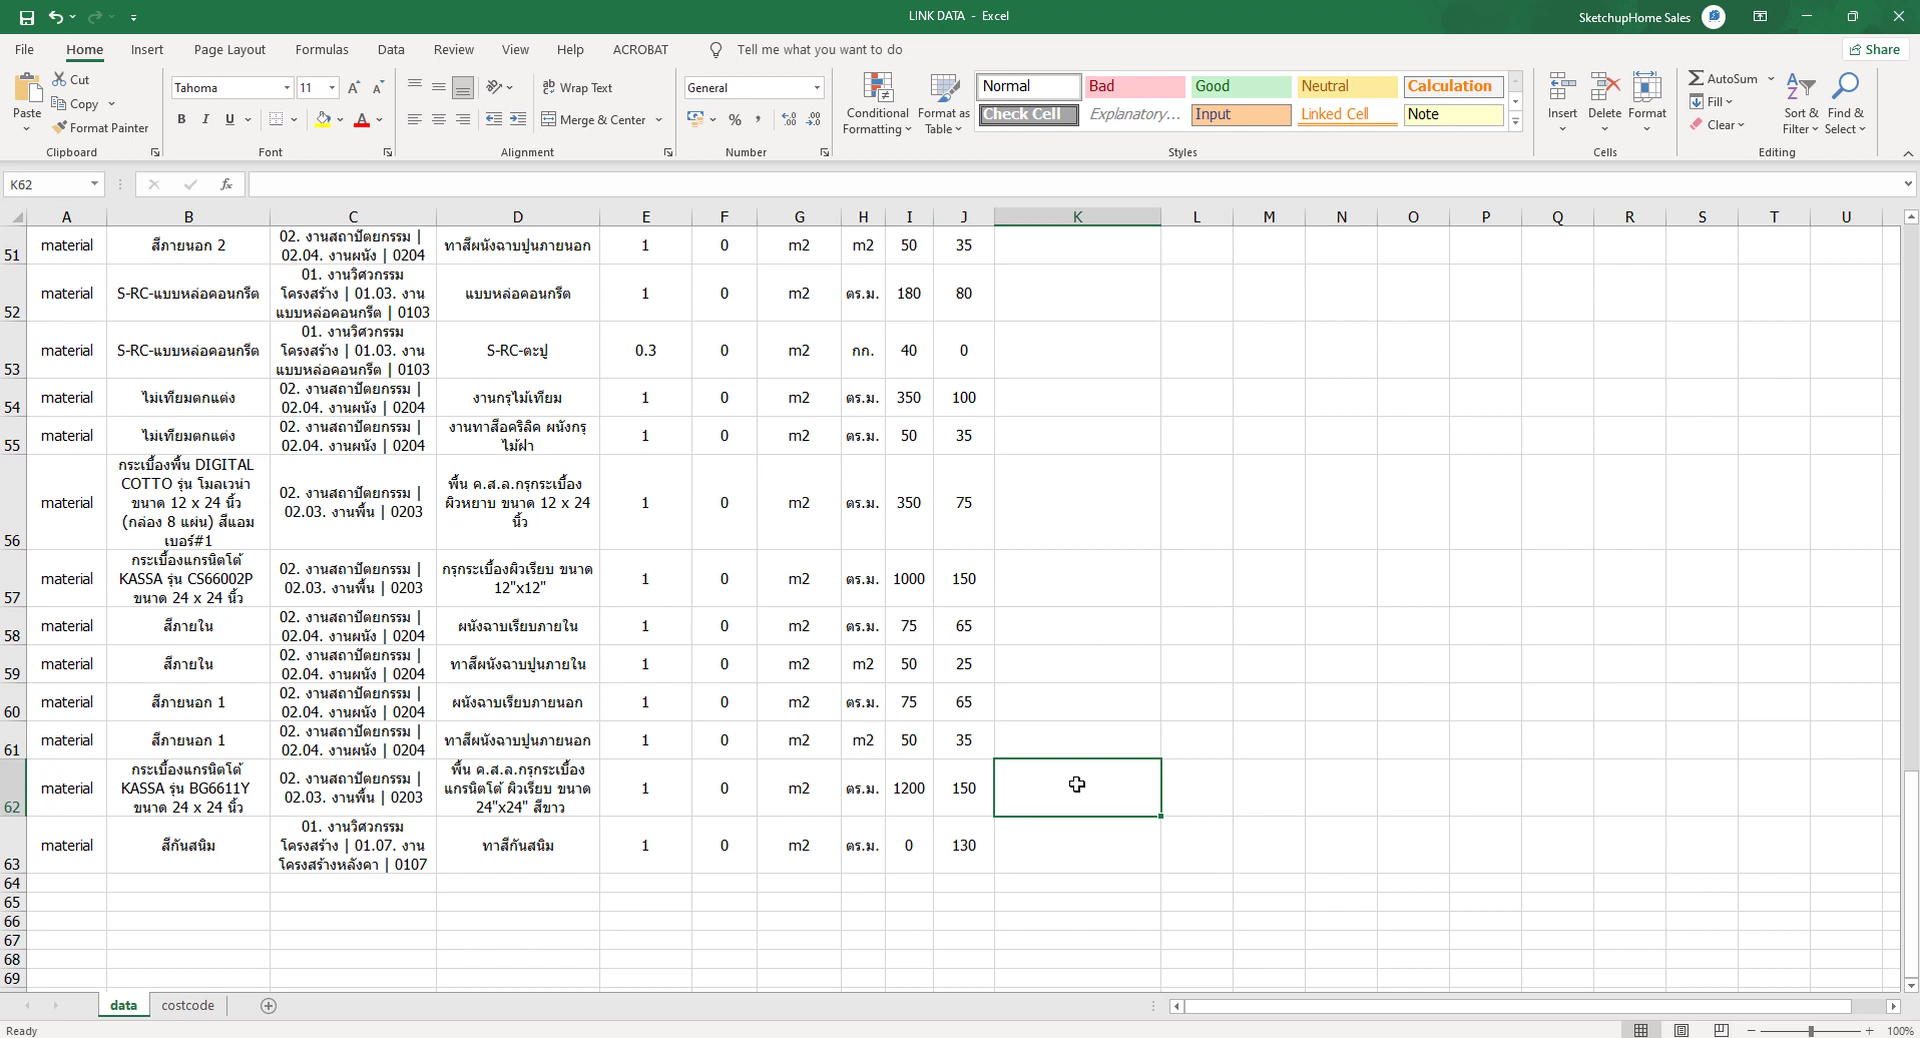 LINK DATA - Excel
SketchupHome Sales
File Home Insert Page Layout Formulas Data Review View Help ACROBAT Tell me what you want to do Share
Paste
Cut
Copy
Format Painter
Clipboard
Tahoma 11
B I U
Font
Wrap Text
Merge & Center
Alignment
General
%
Number
Conditional Formatting
Format as Table
Normal Bad Good Neutral Calculation
Check Cell Explanatory... Input Linked Cell Note
Styles
Insert Delete Format
Cells
AutoSum
Fill
Clear
Sort & Filter
Find & Select
Editing
K62
fx
A B C D E F G H I J K L M N O P Q R S T U
51 material สีภายนอก 2 02. งานสถาปัตยกรรม | 02.04. งานผนัง | 0204 ทาสีผนังฉาบปูนภายนอก 1 0 m2 m2 50 35
52 material S-RC-แบบหล่อคอนกรีต 01. งานวิศวกรรมโครงสร้าง | 01.03. งานแบบหล่อคอนกรีต | 0103 แบบหล่อคอนกรีต 1 0 m2 ตร.ม. 180 80
53 material S-RC-แบบหล่อคอนกรีต 01. งานวิศวกรรมโครงสร้าง | 01.03. งานแบบหล่อคอนกรีต | 0103 S-RC-ตะปู 0.3 0 m2 กก. 40 0
54 material ไม่เทียมตกแต่ง 02. งานสถาปัตยกรรม | 02.04. งานผนัง | 0204 งานกรุไม้เทียม 1 0 m2 ตร.ม. 350 100
55 material ไม่เทียมตกแต่ง 02. งานสถาปัตยกรรม | 02.04. งานผนัง | 0204 งานทาสีอคริลิค ผนังกรุไม้ฝา 1 0 m2 ตร.ม. 50 35
56 material กระเบื้องพื้น DIGITAL COTTO รุ่น โมลเวน่า ขนาด 12 x 24 นิ้ว (กล่อง 8 แผ่น) สีแอมเบอร์#1 02. งานสถาปัตยกรรม | 02.03. งานพื้น | 0203 พื้น ค.ส.ล.กรุกระเบื้องผิวหยาบ ขนาด 12 x 24 นิ้ว 1 0 m2 ตร.ม. 350 75
57 material กระเบื้องแกรนิตโต้ KASSA รุ่น CS66002P ขนาด 24 x 24 นิ้ว 02. งานสถาปัตยกรรม | 02.03. งานพื้น | 0203 กรุกระเบื้องผิวเรียบ ขนาด 12"x12" 1 0 m2 ตร.ม. 1000 150
58 material สีภายใน 02. งานสถาปัตยกรรม | 02.04. งานผนัง | 0204 ผนังฉาบเรียบภายใน 1 0 m2 ตร.ม. 75 65
59 material สีภายใน 02. งานสถาปัตยกรรม | 02.04. งานผนัง | 0204 ทาสีผนังฉาบปูนภายใน 1 0 m2 m2 50 25
60 material สีภายนอก 1 02. งานสถาปัตยกรรม | 02.04. งานผนัง | 0204 ผนังฉาบเรียบภายนอก 1 0 m2 ตร.ม. 75 65
61 material สีภายนอก 1 02. งานสถาปัตยกรรม | 02.04. งานผนัง | 0204 ทาสีผนังฉาบปูนภายนอก 1 0 m2 m2 50 35
62 material กระเบื้องแกรนิตโต้ KASSA รุ่น BG6611Y ขนาด 24 x 24 นิ้ว 02. งานสถาปัตยกรรม | 02.03. งานพื้น | 0203 พื้น ค.ส.ล.กรุกระเบื้องแกรนิตโต้ ผิวเรียบ ขนาด 24"x24" สีขาว 1 0 m2 ตร.ม. 1200 150
63 material สีกันสนิม 01. งานวิศวกรรมโครงสร้าง | 01.07. งานโครงสร้างหลังคา | 0107 ทาสีกันสนิม 1 0 m2 ตร.ม. 0 130
64
65
66
67
68
69
data costcode
Ready
100%